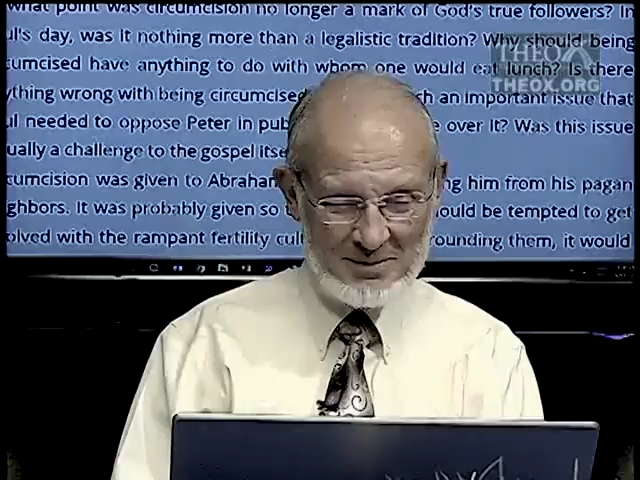 what point was circumcision no longer a mark of God's true followers? In
ul's day, was it nothing more than a legalistic tradition? Why should being
cumcised have anything to do with whom one would eat lunch? Is there
ything wrong with being circumcised ch an important issue that
ul needed to oppose Peter in pub e over it? Was this issue
ually a challenge to the gospel itse
cumcision was given to Abraham ng him from his pagan
ghbors. It was probably given so ould be tempted to get
olved with the rampant fertility cul rounding them, it would
THEOX
THEOX.ORG